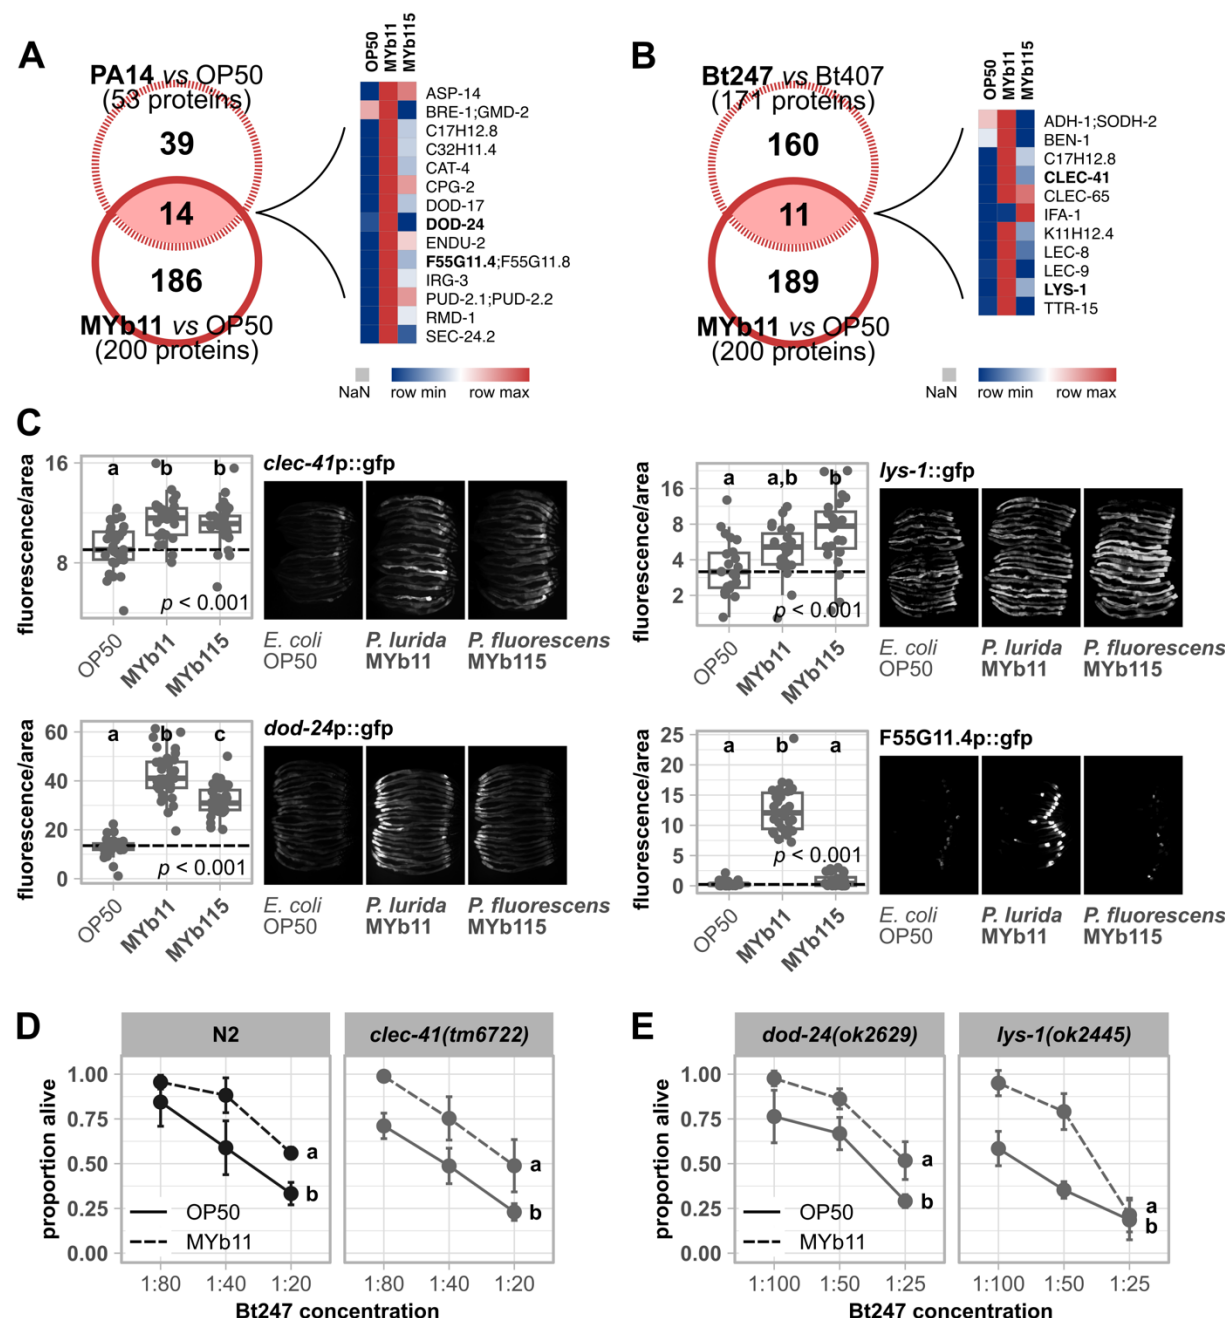 A
PA14 vs OP50
(53 proteins)
39
14
186
MYb11 vs OP50
(200 proteins)
OP50
MYb11
MYb115
ASP-14
BRE-1;GMD-2
C17H12.8
C32H11.4
CAT-4
CPG-2
DOD-17
DOD-24
ENDU-2
F55G11.4;F55G11.8
IRG-3
PUD-2.1;PUD-2.2
RMD-1
SEC-24.2
NaN
row min
row max
B
Bt247 vs Bt407
(171 proteins)
160
11
189
MYb11 vs OP50
(200 proteins)
OP50
MYb11
MYb115
ADH-1;SODH-2
BEN-1
C17H12.8
CLEC-41
CLEC-65
IFA-1
K11H12.4
LEC-8
LEC-9
LYS-1
TTR-15
NaN
row min
row max
C
fluorescence/area
16
8
a
b
b
p < 0.001
OP50
MYb11
MYb115
clec-41p::gfp
E. coli
OP50
P. lurida
MYb11
P. fluorescens
MYb115
fluorescence/area
16
8
4
2
a
a,b
b
p < 0.001
OP50
MYb11
MYb115
lys-1::gfp
E. coli
OP50
P. lurida
MYb11
P. fluorescens
MYb115
fluorescence/area
60
40
20
0
a
b
c
p < 0.001
OP50
MYb11
MYb115
dod-24p::gfp
E. coli
OP50
P. lurida
MYb11
P. fluorescens
MYb115
fluorescence/area
25
20
15
10
5
0
a
b
a
p < 0.001
OP50
MYb11
MYb115
F55G11.4p::gfp
E. coli
OP50
P. lurida
MYb11
P. fluorescens
MYb115
D
N2
clec-41(tm6722)
proportion alive
1.00
0.75
0.50
0.25
0.00
a
b
a
b
OP50
MYb11
1:80
1:40
1:20
1:80
1:40
1:20
Bt247 concentration
E
dod-24(ok2629)
lys-1(ok2445)
proportion alive
1.00
0.75
0.50
0.25
0.00
a
b
a
b
OP50
MYb11
1:100
1:50
1:25
1:100
1:50
1:25
Bt247 concentration